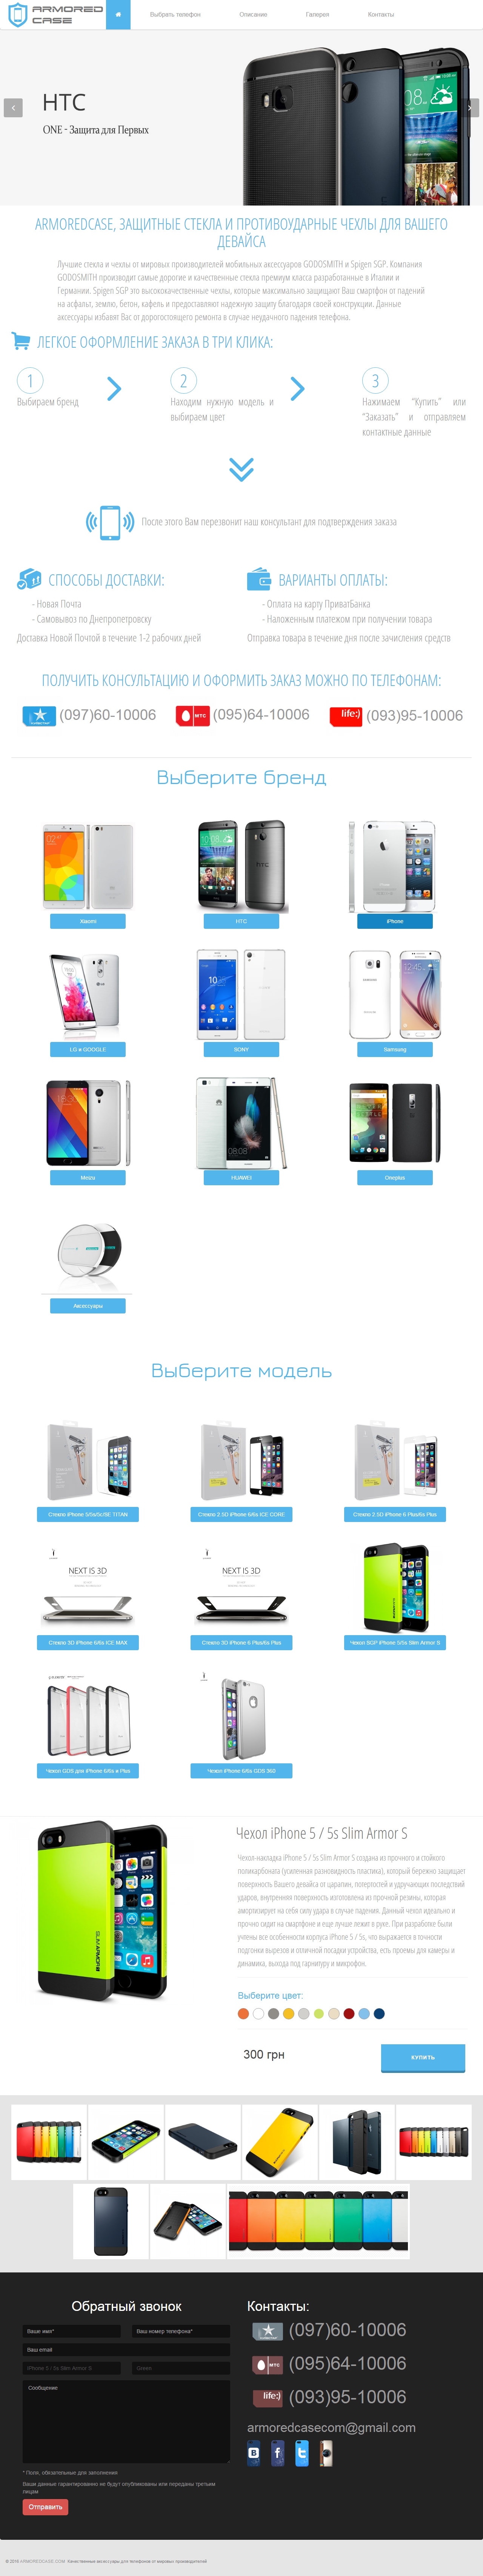 ARMORED CASE
Выбрать телефон
Описание
Галерея
Контакты
HTC
ONE - Защита для Первых
ARMOREDCASE, ЗАЩИТНЫЕ СТЕКЛА И ПРОТИВОУДАРНЫЕ ЧЕХЛЫ ДЛЯ ВАШЕГО
ДЕВАЙСА
Лучшие стекла и чехлы от мировых производителей мобильных аксессуаров GODOSMITH и Spigen SGP. Компания
GODOSMITH производит самые дорогие и качественные стекла премиум класса разработанные в Италии и
Германии. Spigen SGP это высококачественные чехлы, которые максимально защищают Ваш смартфон от падений
на асфальт, землю, бетон, кафель и предоставляют надежную защиту благодаря своей конструкции. Данные
аксессуары избавят Вас от дорогостоящего ремонта в случае неудачного падения телефона.
ЛЕГКОЕ ОФОРМЛЕНИЕ ЗАКАЗА В ТРИ КЛИКА:
1
Выбираем бренд
2
Находим нужную модель и
выбираем цвет
3
Нажимаем "Купить" или
"Заказать" и отправляем
контактные данные
После этого Вам перезвонит наш консультант для подтверждения заказа
СПОСОБЫ ДОСТАВКИ:
- Новая Почта
- Самовывоз по Днепропетровску
Доставка Новой Почтой в течение 1-2 рабочих дней
ВАРИАНТЫ ОПЛАТЫ:
- Оплата на карту ПриватБанка
- Наложенным платежом при получении товара
Отправка товара в течение дня после зачисления средств
ПОЛУЧИТЬ КОНСУЛЬТАЦИЮ И ОФОРМИТЬ ЗАКАЗ МОЖНО ПО ТЕЛЕФОНАМ:
(097)60-10006
МТС (095)64-10006
life:) (093)95-10006
Выберите бренд
Xiaomi
HTC
iPhone
LG и GOOGLE
SONY
Samsung
Meizu
HUAWEI
Oneplus
Аксессуары
Выберите модель
Стекло iPhone 5/5s/5c/SE TITAN
Стекло 2.5D iPhone 6/6s ICE CORE
Стекло 2.5D iPhone 6 Plus/6s Plus
NEXT IS 3D
NEXT IS 3D
Стекло 3D iPhone 6/6s ICE MAX
Стекло 3D iPhone 6 Plus/6s Plus
Чехол SGP iPhone 5/5s Slim Armor S
Чехол GDS для iPhone 6/6s и Plus
Чехол iPhone 6/6s GDS 360
Чехол iPhone 5 / 5s Slim Armor S
Чехол-накладка iPhone 5 / 5s Slim Armor S создана из прочного и стойкого
поликарбоната (усиленная разновидность пластика), который бережно защищает
поверхность Вашего девайса от царапин, потертостей и удручающих последствий
ударов, внутренняя поверхность изготовлена из прочной резины, которая
амортизирует на себя силу удара в случае падения. Данный чехол идеально и
прочно сидит на смартфоне и еще лучше лежит в руке. При разработке были
учтены все особенности корпуса iPhone 5 / 5s, что выражается в точности
подгонки вырезов и отличной посадки устройства, есть проемы для камеры и
динамика, выхода под гарнитуру и микрофон.
Выберите цвет:
300 грн
КУПИТЬ
Обратный звонок
Ваше имя*
Ваш номер телефона*
Ваш email
iPhone 5 / 5s Slim Armor S
Green
Сообщение
* Поля, обязательные для заполнения
Ваши данные гарантированно не будут опубликованы или переданы третьим
лицам
Отправить
Контакты:
(097)60-10006
МТС (095)64-10006
life:) (093)95-10006
armoredcasecom@gmail.com
© 2016 ARMOREDCASE.COM Качественные аксессуары для телефонов от мировых производителей